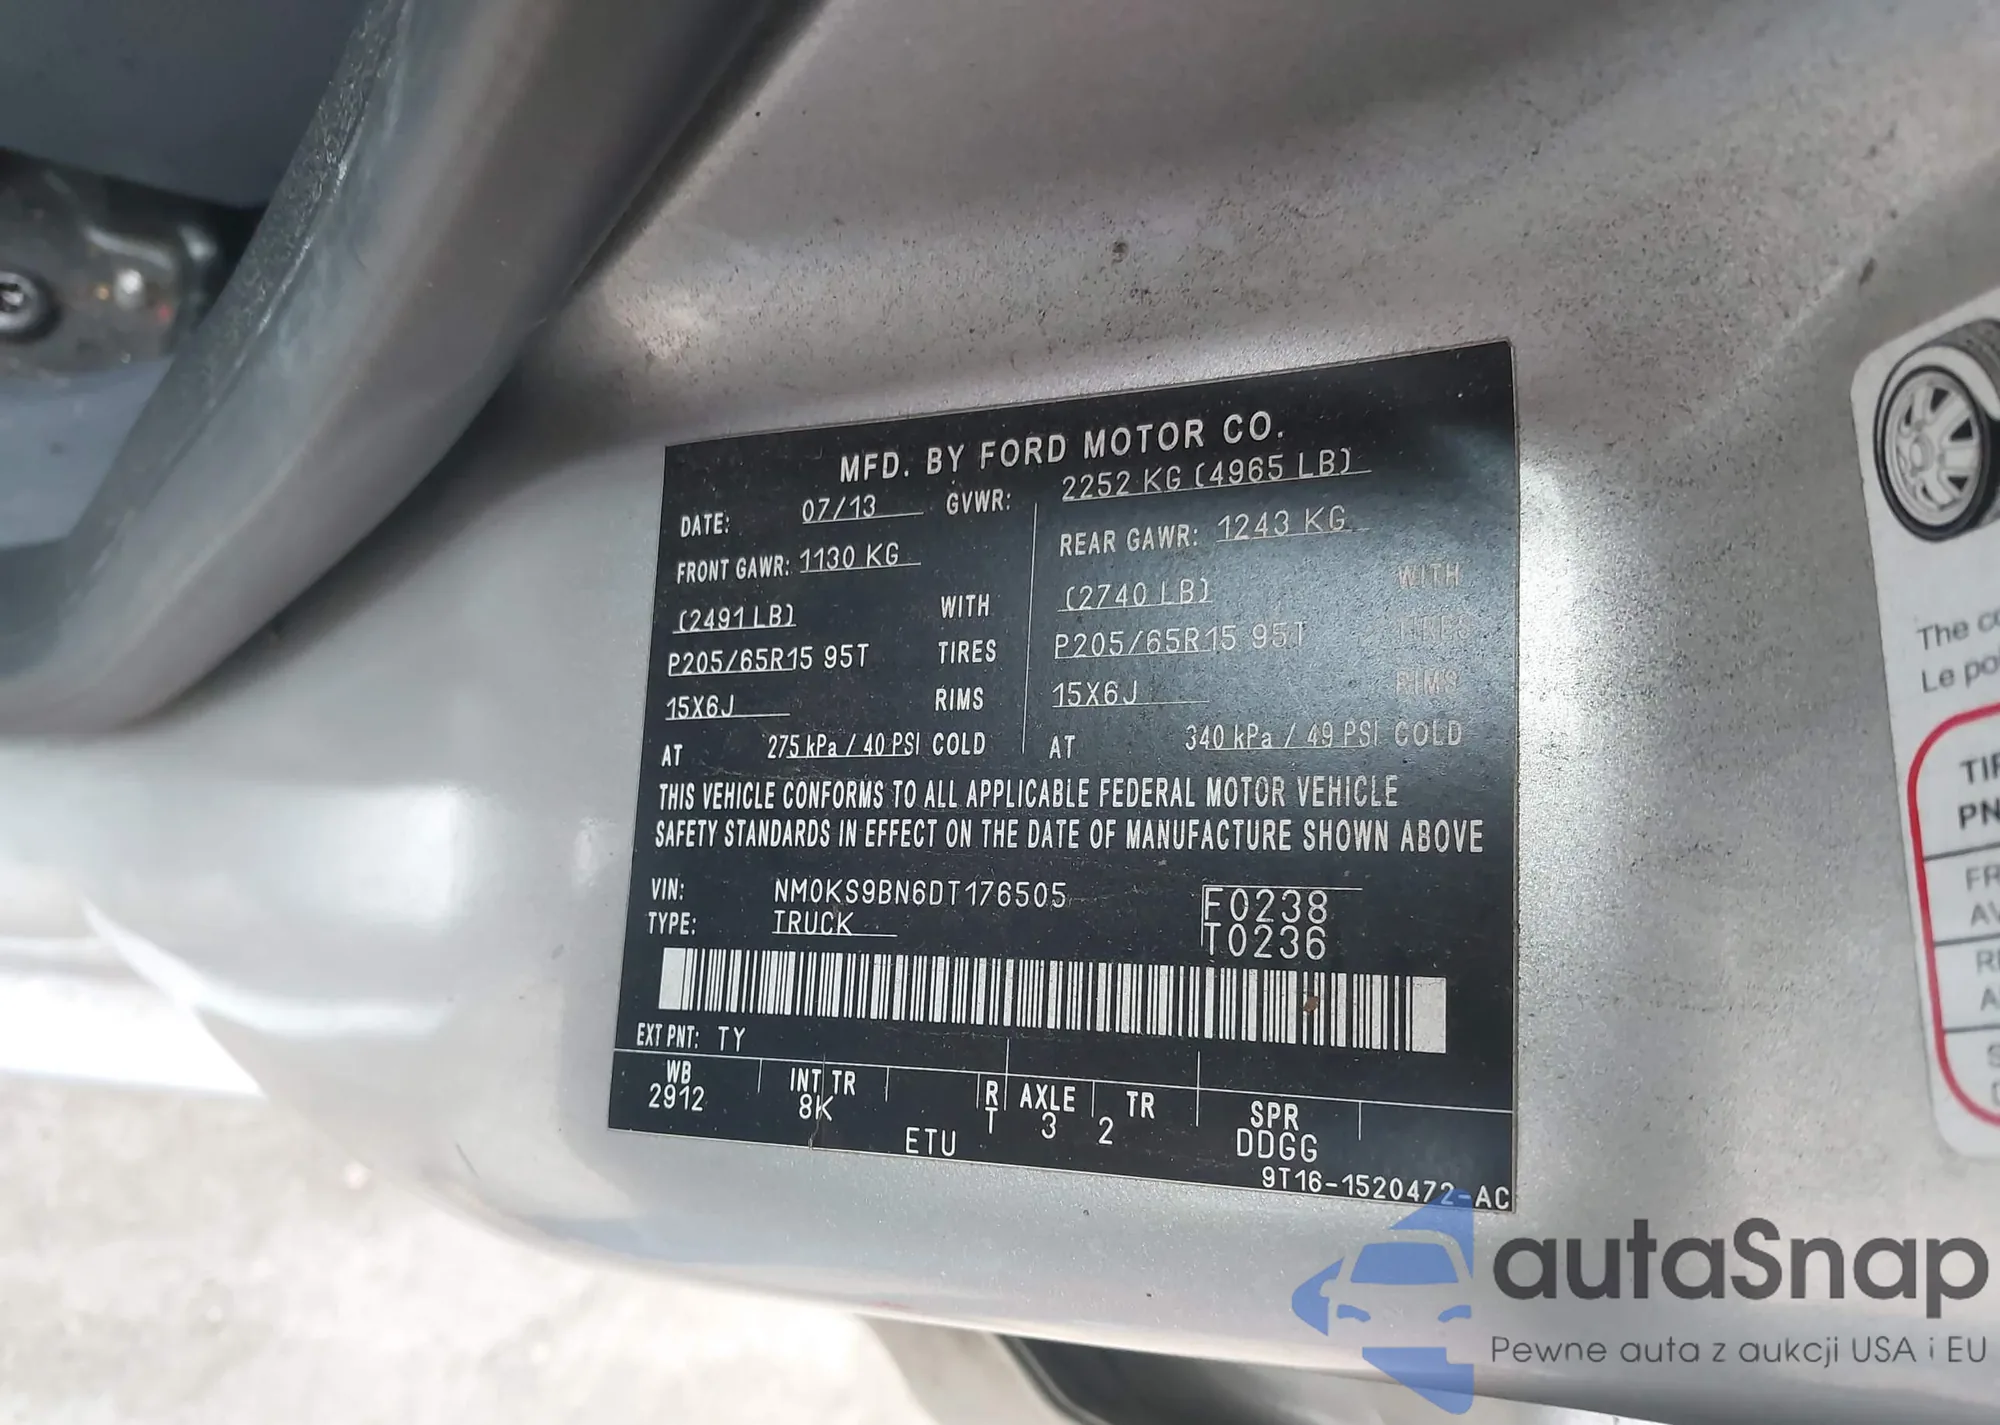 MFD. BY FORD MOTOR CO.
DATE: 07/13 GVWR: 2252 KG (4965 LB)
FRONT GAWR: 1130 KG REAR GAWR: 1243 KG
(2491 LB) WITH (2740 LB) WITH
P205/65R15 95T TIRES P205/65R15 95T TIRES
15X6J RIMS 15X6J RIMS
AT 275 kPa / 40 PSI COLD AT 340 kPa / 49 PSI COLD
THIS VEHICLE CONFORMS TO ALL APPLICABLE FEDERAL MOTOR VEHICLE
SAFETY STANDARDS IN EFFECT ON THE DATE OF MANUFACTURE SHOWN ABOVE
VIN: NM0KS9BN6DT176505 F0238
TYPE: TRUCK T0236
EXT PNT: TY
WB INT TR R AXLE TR SPR
2912 8K T 3 2 DDGG
ETU
9T16-1520472-AC
The
Le
autaSnap
Pewne auta z aukcji USA i EU